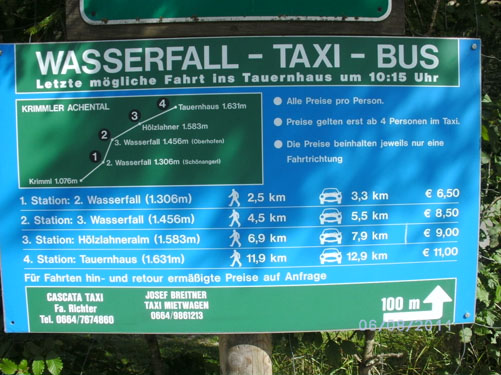 WASSERFALL - TAXI - BUS
Letzte mögliche Fahrt ins Tauernhaus um 10:15 Uhr
KRIMMLER ACHENTAL
4 Tauernhaus 1.631m
3 Hölzlahner 1.583m
2 3. Wasserfall 1.456m (Oberhofen)
1 2. Wasserfall 1.306m (Schönangerl)
Krimml 1.076m
Alle Preise pro Person.
Preise gelten erst ab 4 Personen im Taxi.
Die Preise beinhalten jeweils nur eine
Fahrtrichtung
1. Station: 2. Wasserfall (1.306m) 2,5 km 3,3 km € 6,50
2. Station: 3. Wasserfall (1.456m) 4,5 km 5,5 km € 8,50
3. Station: Hölzlahneralm (1.583m) 6,9 km 7,9 km € 9,00
4. Station: Tauernhaus (1.631m) 11,9 km 12,9 km € 11,00
Für Fahrten hin- und retour ermäßigte Preise auf Anfrage
CASCATA TAXI
Fa. Richter
Tel. 0664/7674860
JOSEF BREITNER
TAXI MIETWAGEN
0664/9861213
100 m
06/09/2011